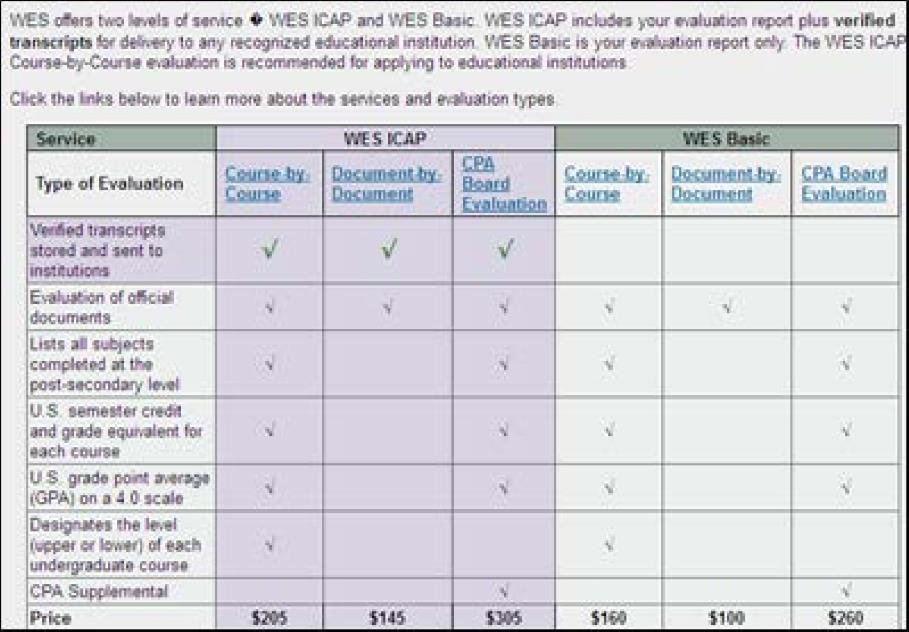 WES offers two levels of service � WES ICAP and WES Basic. WES ICAP includes your evaluation report plus verified
transcripts for delivery to any recognized educational institution. WES Basic is your evaluation report only. The WES ICAP
Course-by-Course evaluation is recommended for applying to educational institutions.
Click the links below to learn more about the services and evaluation types.
Service WES ICAP WES Basic
Type of Evaluation Course-by-Course Document-by-Document CPA Board Evaluation Course-by-Course Document-by-Document CPA Board Evaluation
Verified transcripts
stored and sent to
institutions √ √ √
Evaluation of official
documents √ √ √ √ √ √
Lists all subjects
completed at the
post-secondary level √ √ √ √
U.S. semester credit
and grade equivalent for
each course √ √ √ √
U.S. grade point average
(GPA) on a 4.0 scale √ √ √ √
Designates the level
(upper or lower) of each
undergraduate course √ √
CPA Supplemental √ √
Price $205 $145 $305 $160 $100 $260